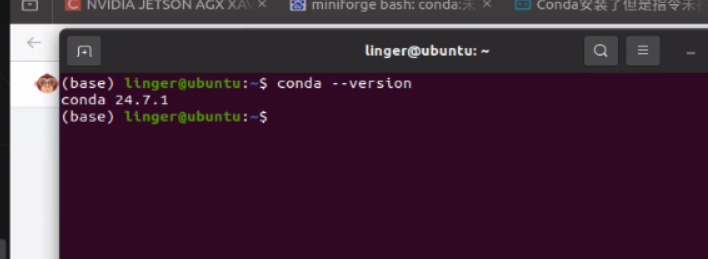 NVIDIA JETSON AGX XAV
miniforge bash: conda:未
Conda安装了但是指令未
linger@ubuntu: ~
(base) linger@ubuntu:~$ conda --version
conda 24.7.1
(base) linger@ubuntu:~$